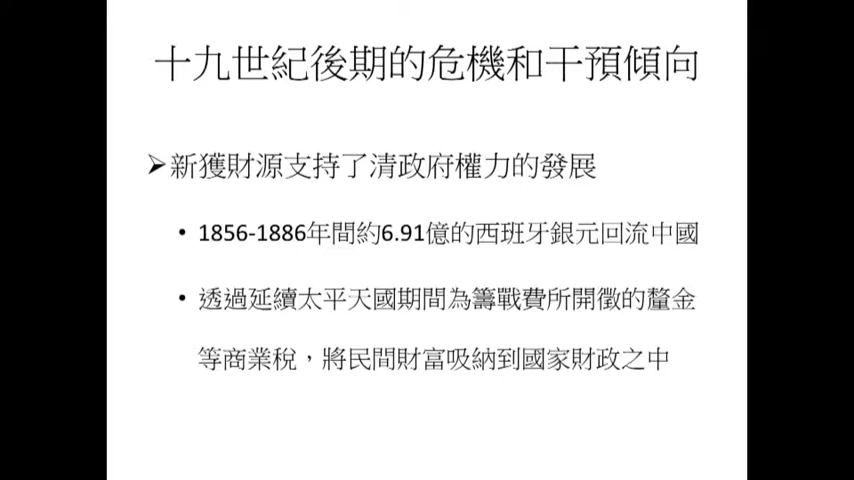 十九世紀後期的危機和干預傾向
➢新獲財源支持了清政府權力的發展
• 1856-1886年間約6.91億的西班牙銀元回流中國
• 透過延續太平天國期間為籌戰費所開徵的釐金
等商業稅，將民間財富吸納到國家財政之中